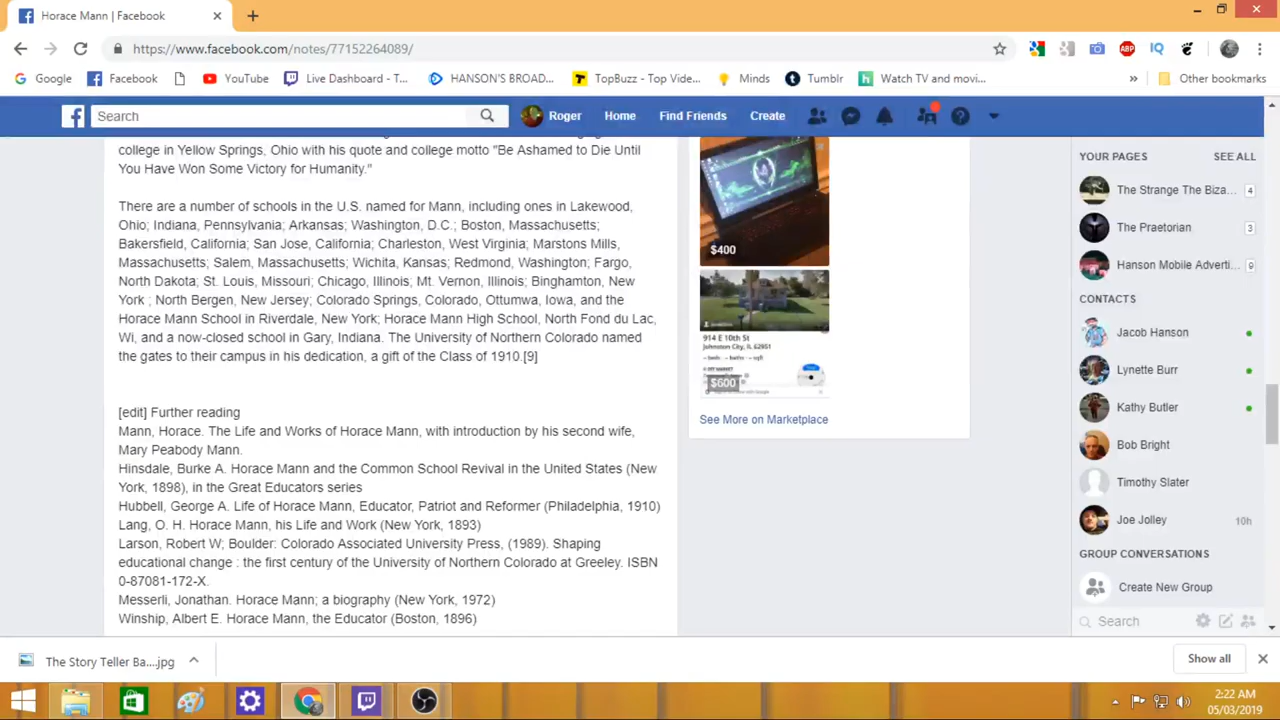 Horace Mann | Facebook
https://www.facebook.com/notes/77152264089/
ABP
IQ
Google
Facebook
YouTube
Live Dashboard - T...
HANSON'S BROAD...
TopBuzz - Top Vide...
Minds
Tumblr
Watch TV and movi...
»
Other bookmarks
Search
Roger
Home
Find Friends
Create
college in Yellow Springs, Ohio with his quote and college motto "Be Ashamed to Die Until
You Have Won Some Victory for Humanity."
There are a number of schools in the U.S. named for Mann, including ones in Lakewood,
Ohio; Indiana, Pennsylvania; Arkansas; Washington, D.C.; Boston, Massachusetts;
Bakersfield, California; San Jose, California; Charleston, West Virginia; Marstons Mills,
Massachusetts; Salem, Massachusetts; Wichita, Kansas; Redmond, Washington; Fargo,
North Dakota; St. Louis, Missouri; Chicago, Illinois; Mt. Vernon, Illinois; Binghamton, New
York ; North Bergen, New Jersey; Colorado Springs, Colorado, Ottumwa, Iowa, and the
Horace Mann School in Riverdale, New York; Horace Mann High School, North Fond du Lac,
Wi, and a now-closed school in Gary, Indiana. The University of Northern Colorado named
the gates to their campus in his dedication, a gift of the Class of 1910.[9]
[edit] Further reading
Mann, Horace. The Life and Works of Horace Mann, with introduction by his second wife,
Mary Peabody Mann.
Hinsdale, Burke A. Horace Mann and the Common School Revival in the United States (New
York, 1898), in the Great Educators series
Hubbell, George A. Life of Horace Mann, Educator, Patriot and Reformer (Philadelphia, 1910)
Lang, O. H. Horace Mann, his Life and Work (New York, 1893)
Larson, Robert W; Boulder: Colorado Associated University Press, (1989). Shaping
educational change : the first century of the University of Northern Colorado at Greeley. ISBN
0-87081-172-X.
Messerli, Jonathan. Horace Mann; a biography (New York, 1972)
Winship, Albert E. Horace Mann, the Educator (Boston, 1896)
$400
914 E 10th St
Johnston City, IL 62951
$600
See More on Marketplace
YOUR PAGES
SEE ALL
The Strange The Biza...
4
The Praetorian
3
Hanson Mobile Adverti...
9
CONTACTS
Jacob Hanson
Lynette Burr
Kathy Butler
Bob Bright
Timothy Slater
Joe Jolley
10h
GROUP CONVERSATIONS
Create New Group
Search
The Story Teller Ba....jpg
Show all
2:22 AM
05/03/2019